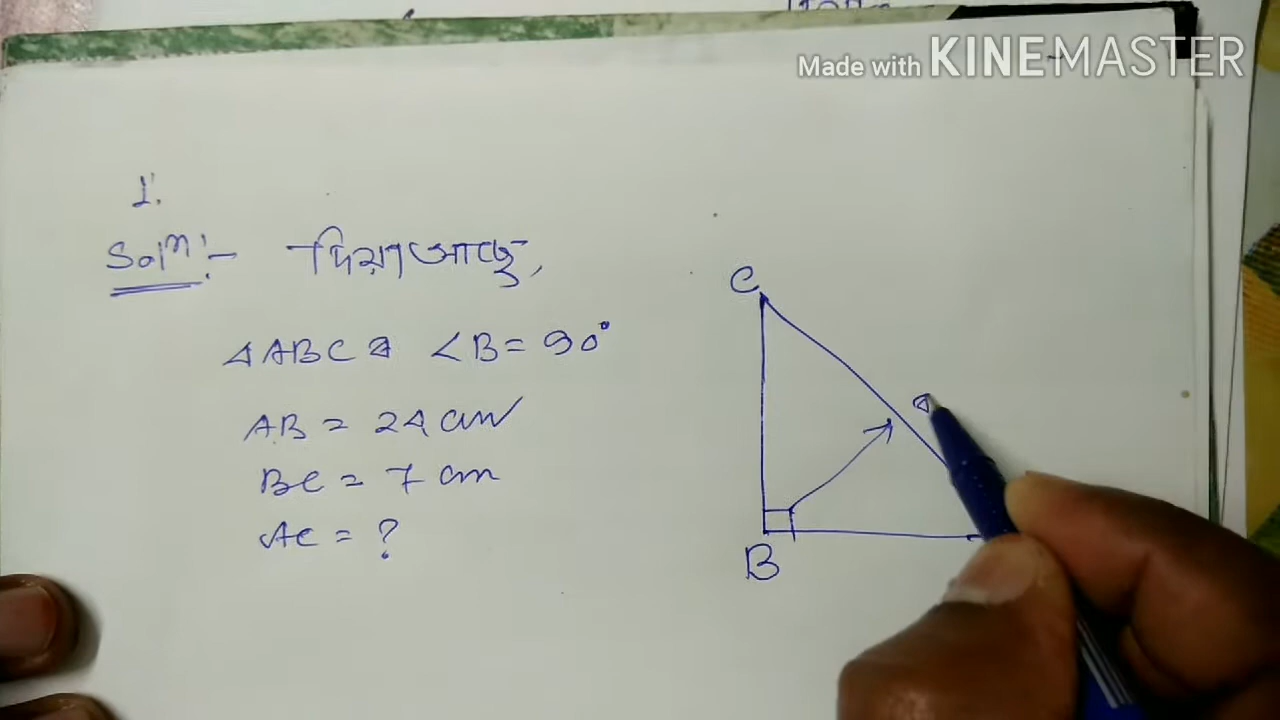 Made with KINEMASTER
1.
Solⁿ:- দিয়া আছে,
△ABC ৰ ∠B = 90°
AB = 24 cm
BC = 7 cm
AC = ?
C
B